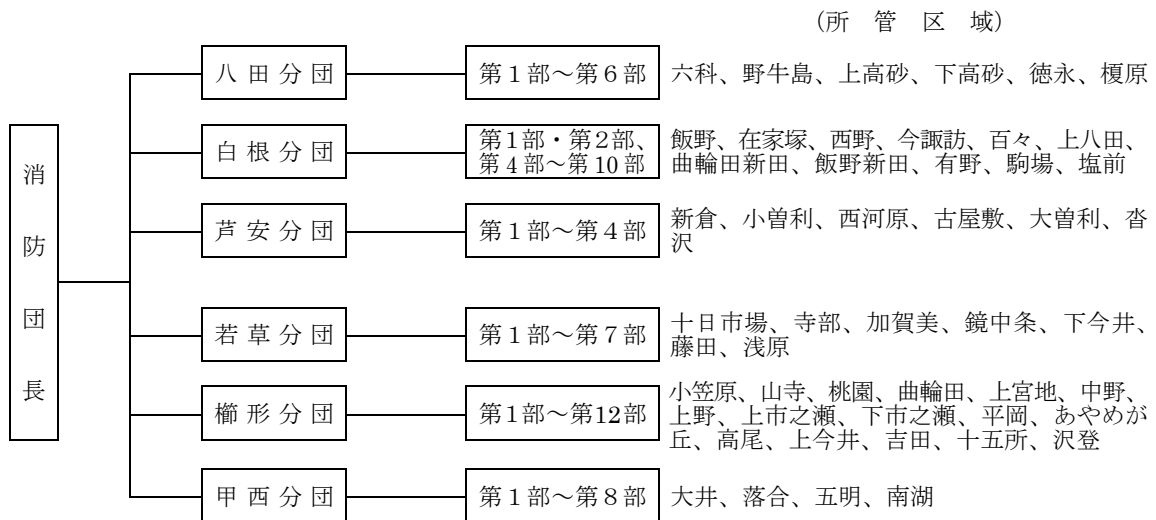 （所　管　区　域）
消防団長
八田分団
第１部～第６部
六科、野牛島、上高砂、下高砂、徳永、榎原
白根分団
第1部・第2部、
第４部～第10部
飯野、在家塚、西野、今諏訪、百々、上八田、
曲輪田新田、飯野新田、有野、駒場、塩前
芦安分団
第１部～第４部
新倉、小曽利、西河原、古屋敷、大曽利、沓
沢
若草分団
第１部～第７部
十日市場、寺部、加賀美、鏡中条、下今井、
藤田、浅原
櫛形分団
第1部～第12部
小笠原、山寺、桃園、曲輪田、上宮地、中野、
上野、上市之瀬、下市之瀬、平岡、あやめが
丘、高尾、上今井、吉田、十五所、沢登
甲西分団
第１部～第８部
大井、落合、五明、南湖